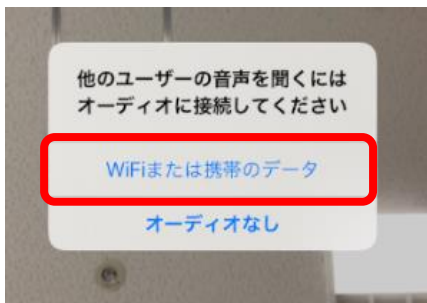 他のユーザーの音声を聞くには
オーディオに接続してください
WiFiまたは携帯のデータ
オーディオなし